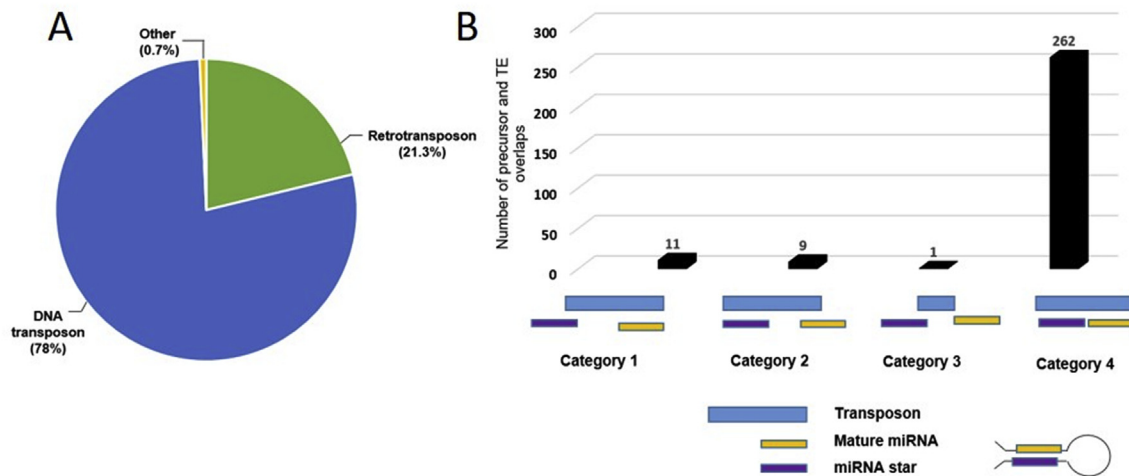 A
Other
(0.7%)
Retrotransposon
(21.3%)
DNA
transposon
(78%)
B
Number of precursor and TE
overlaps
300
250
200
150
100
50
0
11
9
1
262
Category 1
Category 2
Category 3
Category 4
Transposon
Mature miRNA
miRNA star